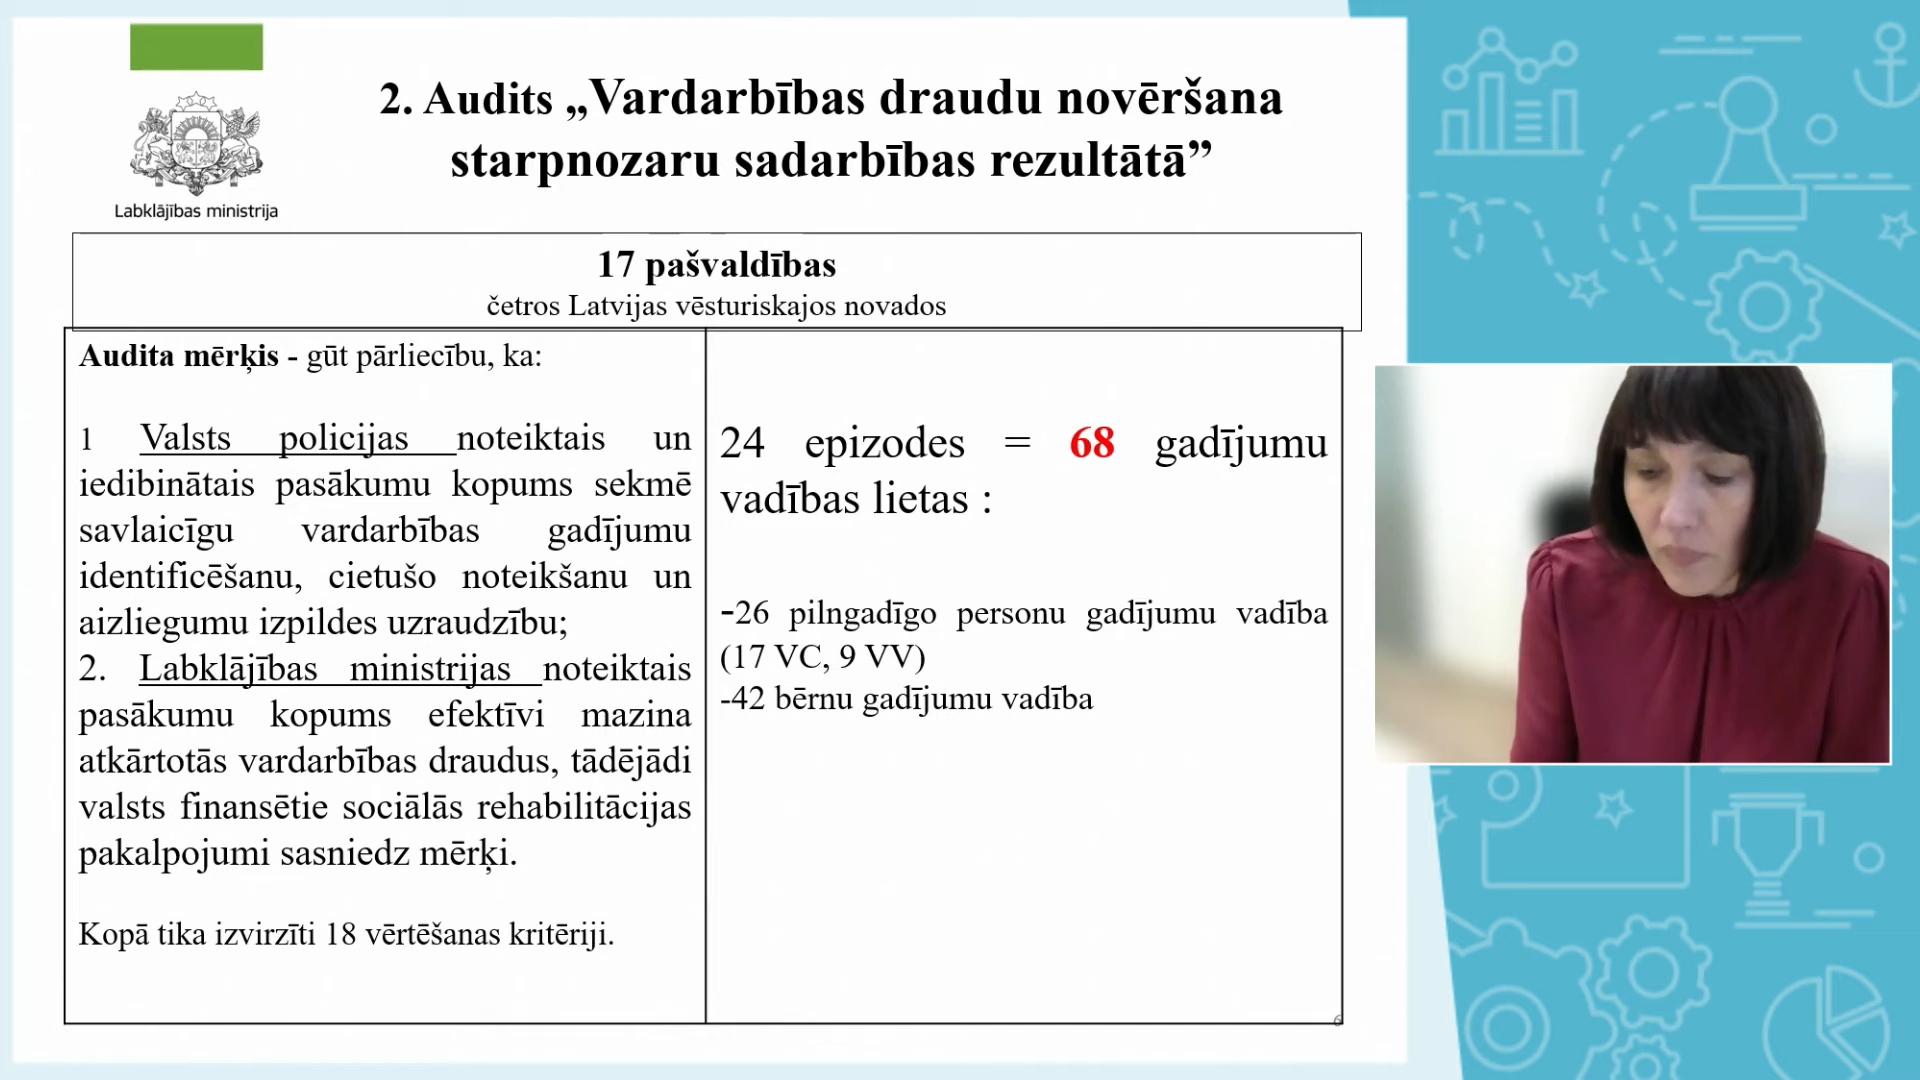 Labklājības ministrija
2. Audits „Vardarbības draudu novēršana
starpnozaru sadarbības rezultātā”
17 pašvaldības
četros Latvijas vēsturiskajos novados
Audita mērķis - gūt pārliecību, ka:
1 Valsts policijas noteiktais un
iedibinātais pasākumu kopums sekmē
savlaicīgu vardarbības gadījumu
identificēšanu, cietušo noteikšanu un
aizliegumu izpildes uzraudzību;
2. Labklājības ministrijas noteiktais
pasākumu kopums efektīvi mazina
atkārtotās vardarbības draudus, tādējādi
valsts finansētie sociālās rehabilitācijas
pakalpojumi sasniedz mērķi.
Kopā tika izvirzīti 18 vērtēšanas kritēriji.
24 epizodes = 68 gadījumu
vadības lietas :
-26 pilngadīgo personu gadījumu vadība
(17 VC, 9 VV)
-42 bērnu gadījumu vadība
6